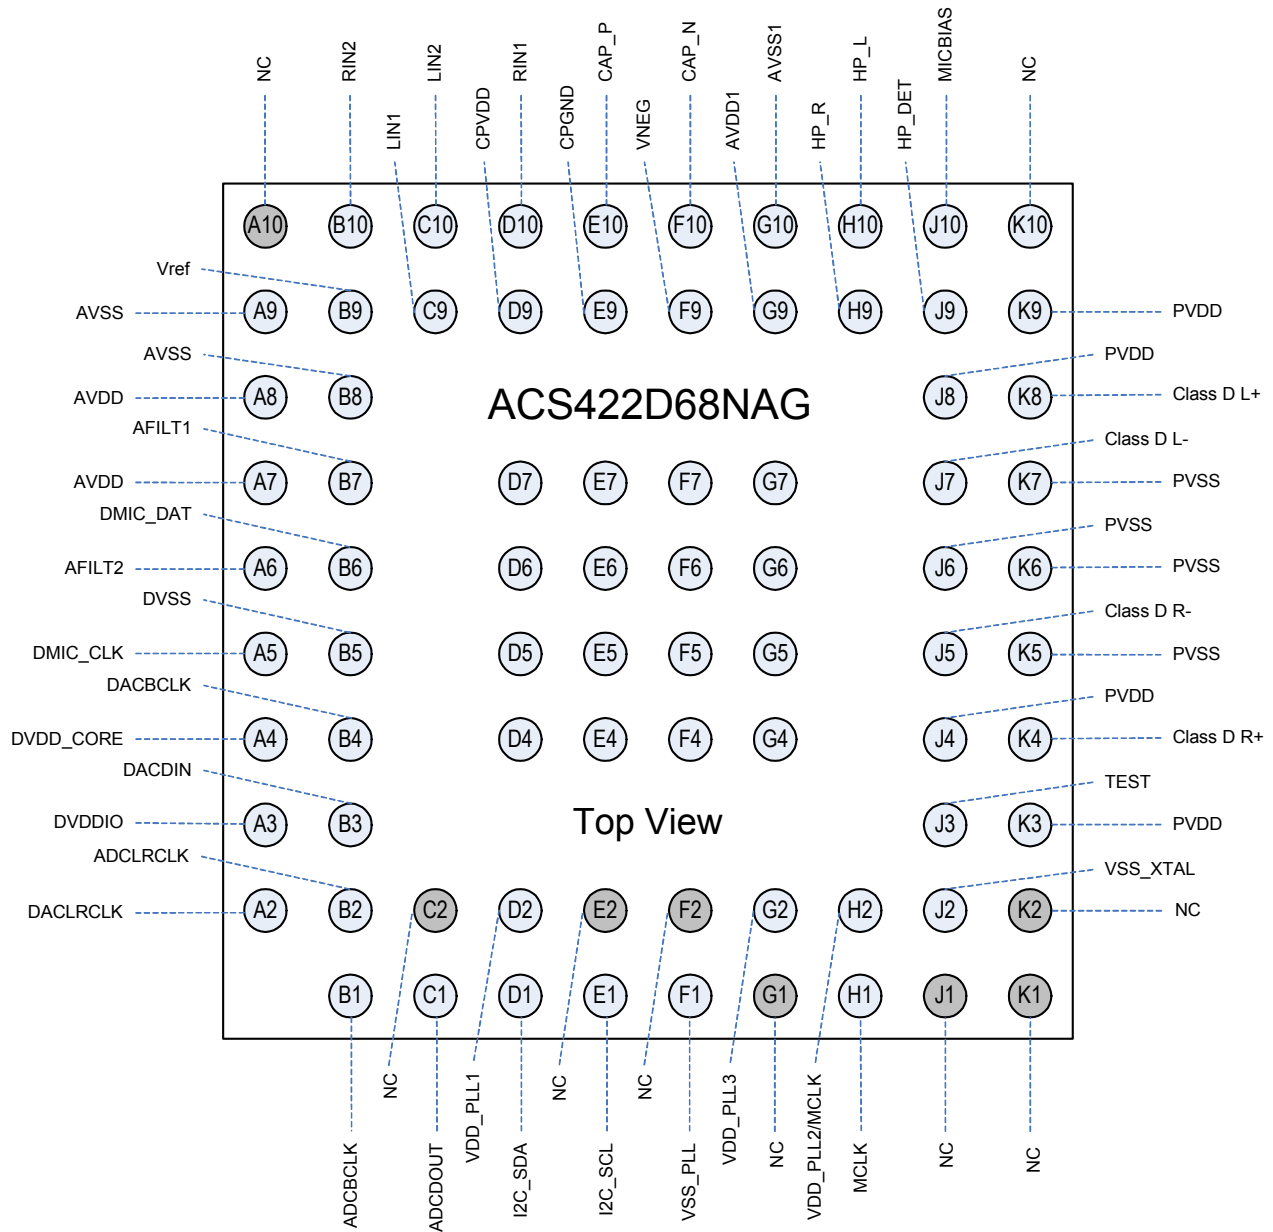 NC
RIN2
LIN2
RIN1
CAP_P
CAP_N
AVSS1
HP_L
MICBIAS
NC
LIN1
CPVDD
CPGND
VNEG
AVDD1
HP_R
HP_DET
A10 B10 C10 D10 E10 F10 G10 H10 J10 K10
Vref
AVSS A9 B9 C9 D9 E9 F9 G9 H9 J9 K9 PVDD
AVSS PVDD
AVDD A8 B8 ACS422D68NAG J8 K8 Class D L+
AFILT1 Class D L-
AVDD A7 B7 D7 E7 F7 G7 J7 K7 PVSS
DMIC_DAT PVSS
AFILT2 A6 B6 D6 E6 F6 G6 J6 K6 PVSS
DVSS Class D R-
DMIC_CLK A5 B5 D5 E5 F5 G5 J5 K5 PVSS
DACBCLK PVDD
DVDD_CORE A4 B4 D4 E4 F4 G4 J4 K4 Class D R+
DACDIN TEST
DVDDIO A3 B3 Top View J3 K3 PVDD
ADCLRCLK VSS_XTAL
DACLRCLK A2 B2 C2 D2 E2 F2 G2 H2 J2 K2 NC
B1 C1 D1 E1 F1 G1 H1 J1 K1
NC
VDD_PLL1
NC
NC
VDD_PLL3
VDD_PLL2/MCLK
ADCBCLK
ADCDOUT
I2C_SDA
I2C_SCL
VSS_PLL
NC
MCLK
NC
NC